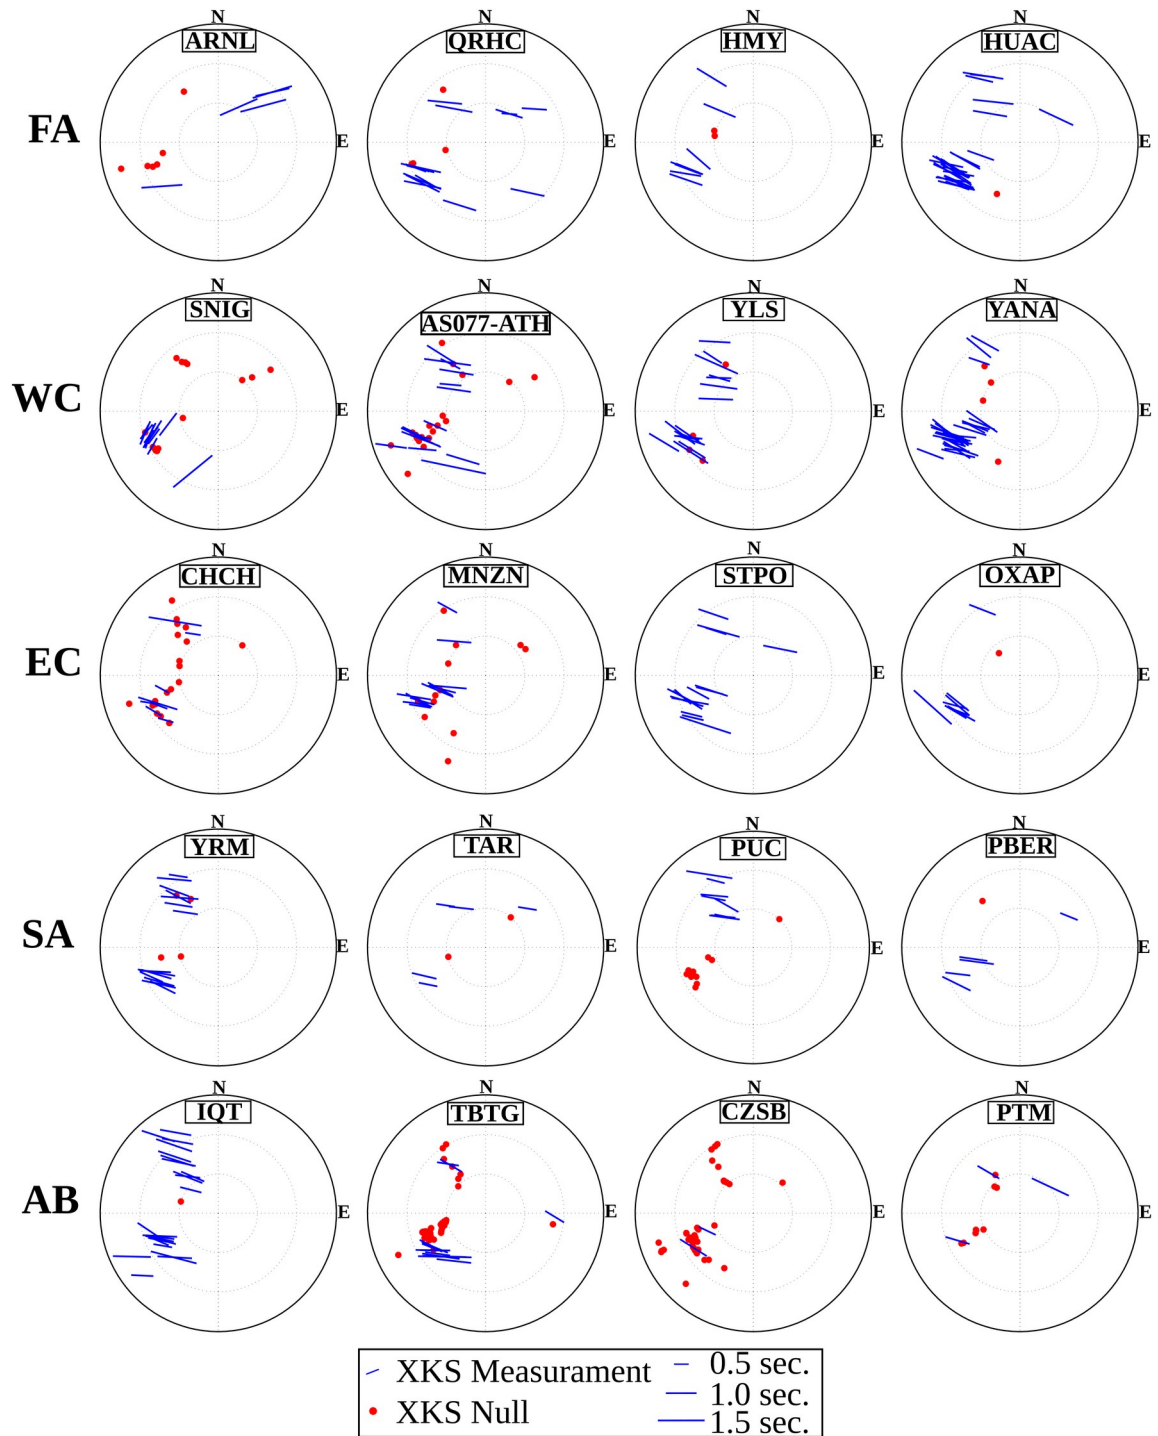 N N N N
ARNL QRHC HMY HUAC
FA E E E E
N N N N
SNIG AS077-ATH YLS YANA
WC E E E E
N N N N
CHCH MNZN STPO OXAP
EC E E E E
N N N N
YRM TAR PUC PBER
SA E E E E
N N N N
IQT TBTG CZSB PTM
AB E E E E
XKS Measurament 0.5 sec.
1.0 sec.
XKS Null 1.5 sec.